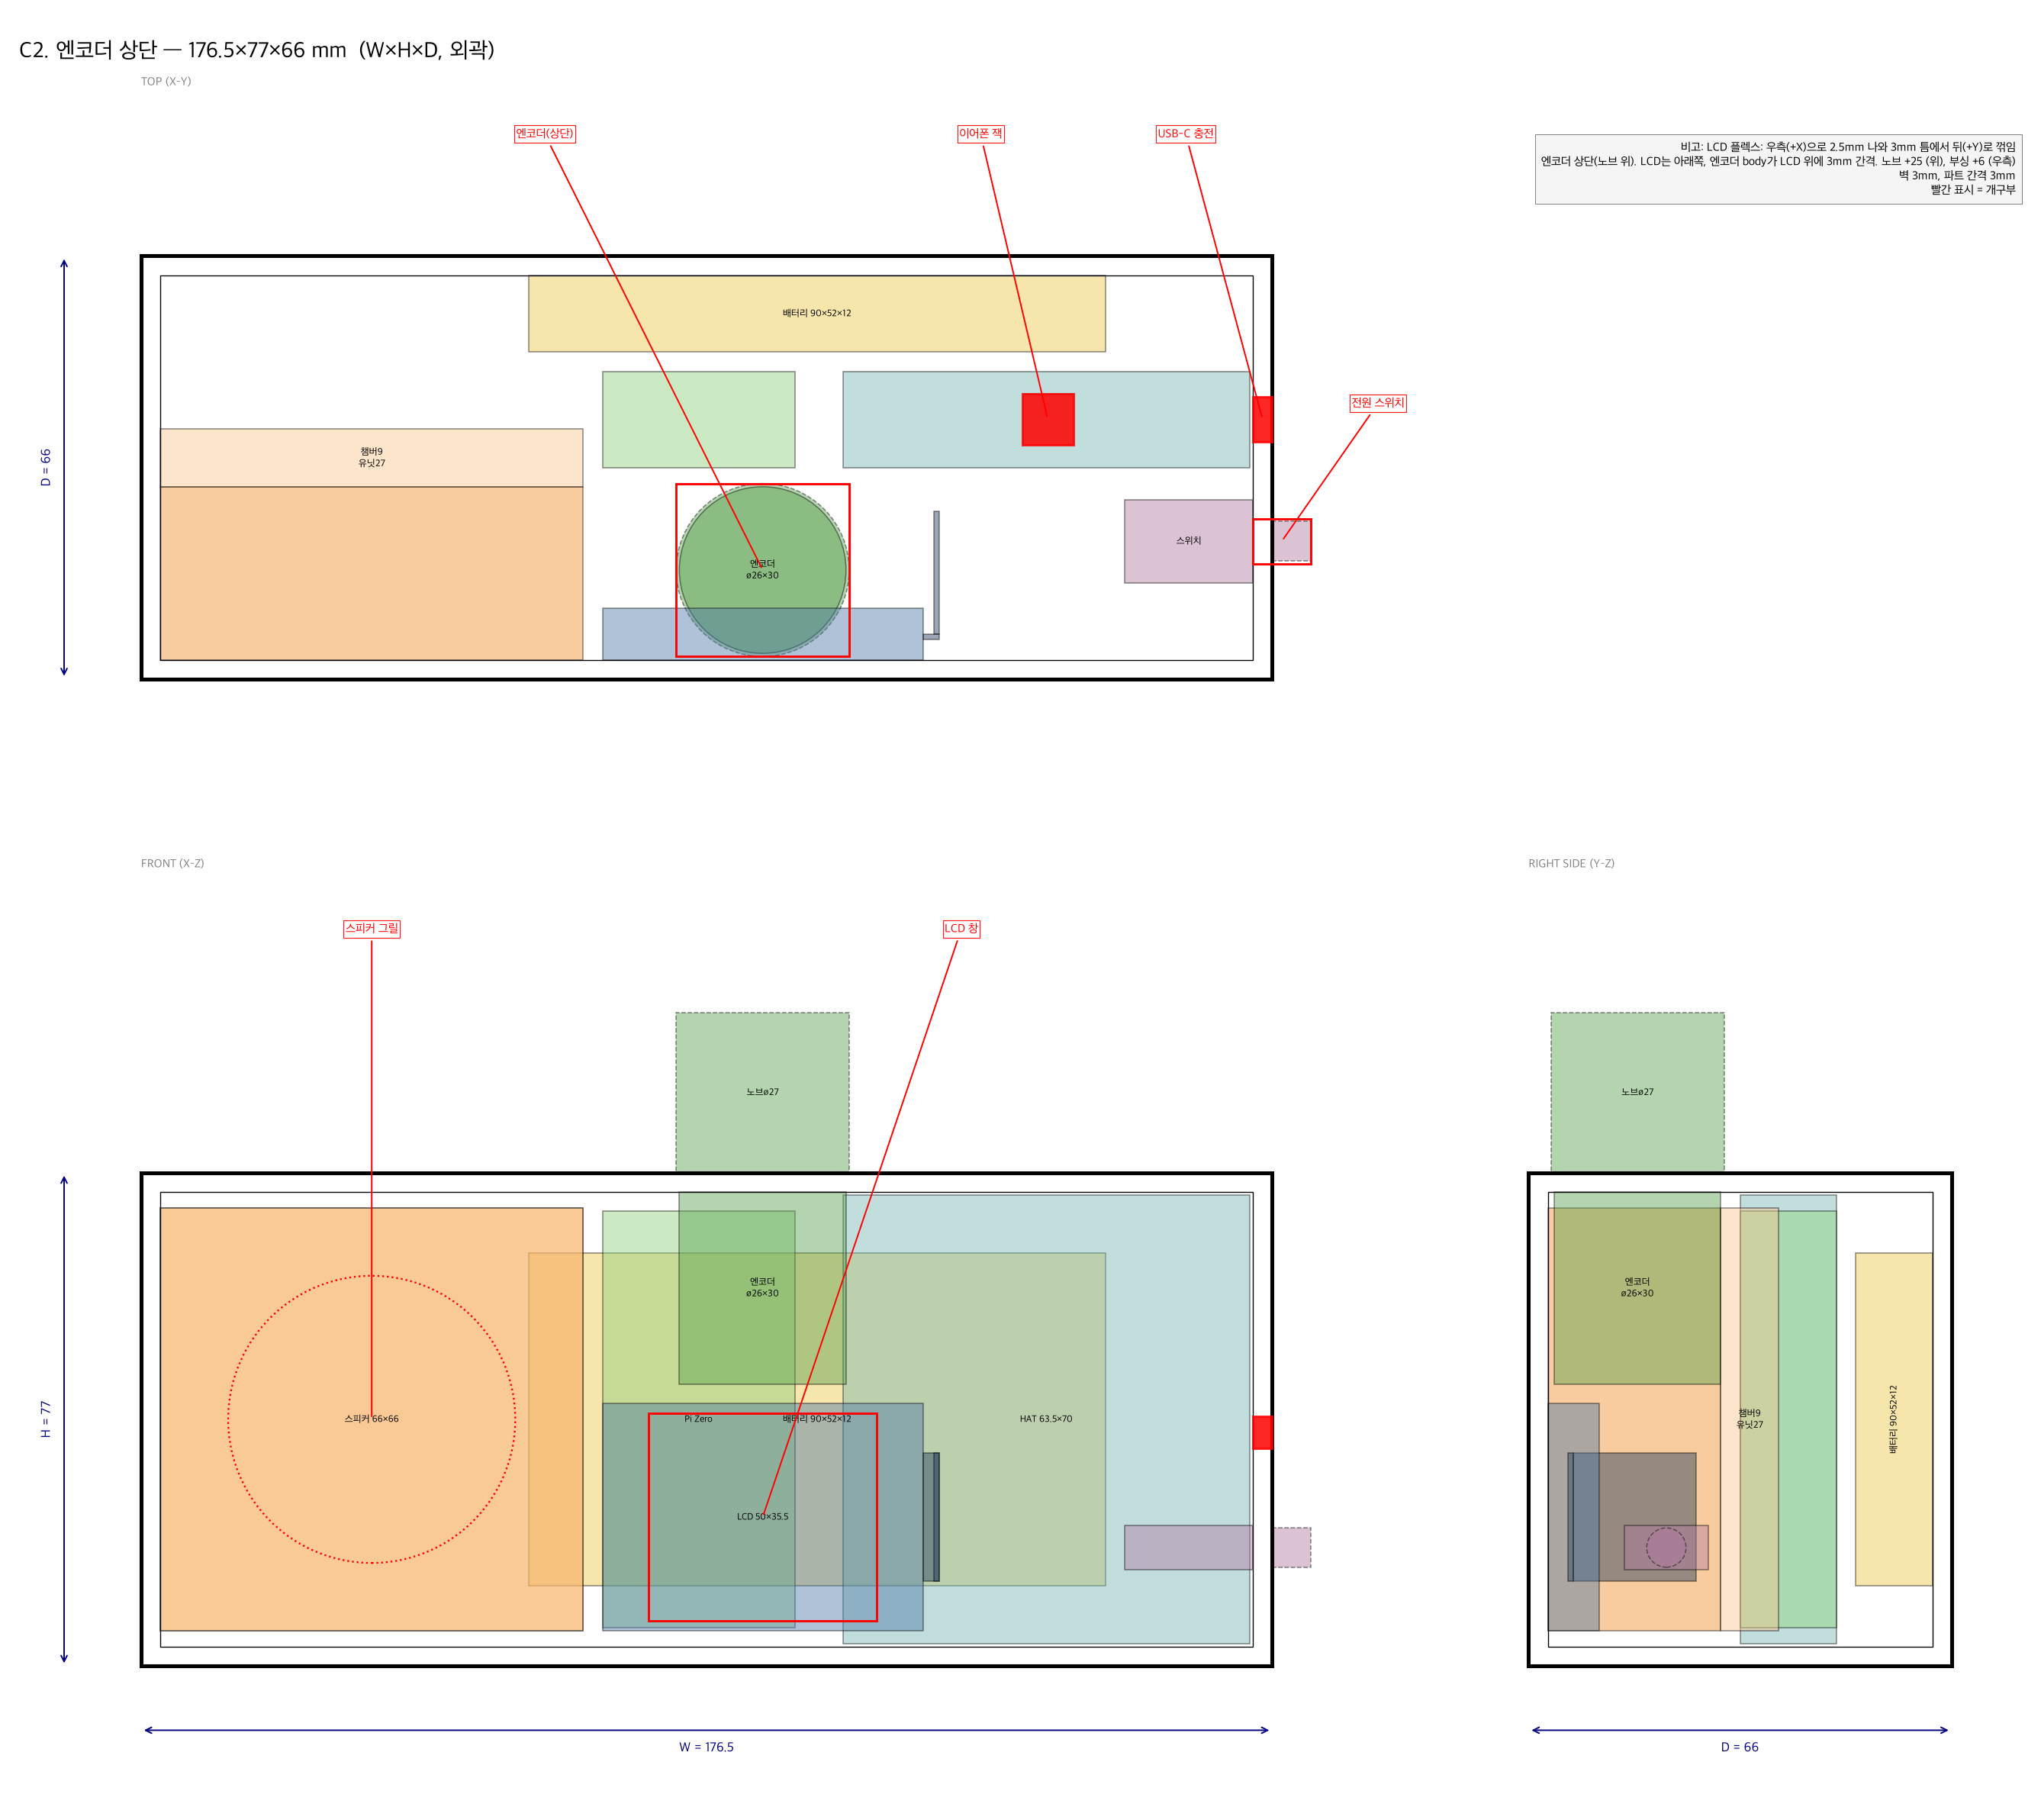 C2. 엔코더 상단 — 176.5×77×66 mm  (W×H×D, 외곽)
TOP (X-Y)
엔코더(상단)
이어폰 잭
USB-C 충전
비고: LCD 플렉스: 우측(+X)으로 2.5mm 나와 3mm 틈에서 뒤(+Y)로 꺾임
엔코더 상단(노브 위). LCD는 아래쪽, 엔코더 body가 LCD 위에 3mm 간격. 노브 +25 (위), 부싱 +6 (우측)
벽 3mm, 파트 간격 3mm
빨간 표시 = 개구부
배터리 90×52×12
전원 스위치
챔버9
유닛27
D = 66
스위치
엔코더
ø26×30
FRONT (X-Z)
RIGHT SIDE (Y-Z)
스피커 그릴
LCD 창
노브ø27
노브ø27
엔코더
ø26×30
엔코더
ø26×30
H = 77
스피커 66×66
Pi Zero
배터리 90×52×12
HAT 63.5×70
챔버9
유닛27
배터리 90×52×12
LCD 50×35.5
W = 176.5
D = 66